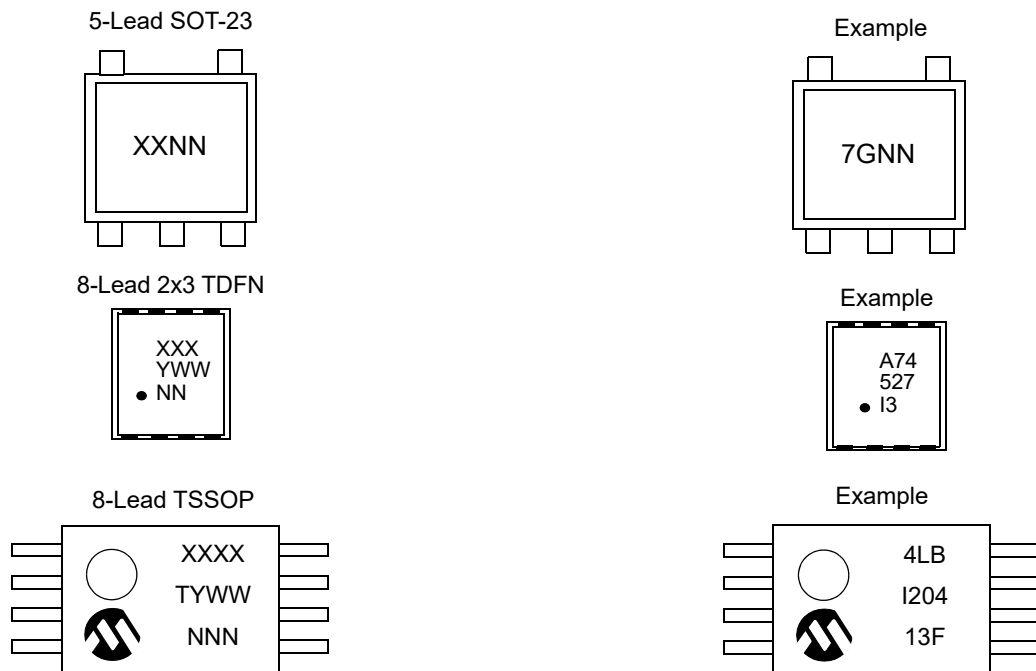 5-Lead SOT-23
XXNN
Example
7GNN
8-Lead 2x3 TDFN
XXX
YWW
NN
Example
A74
527
I3
8-Lead TSSOP
XXXX
TYWW
NNN
Example
4LB
I204
13F